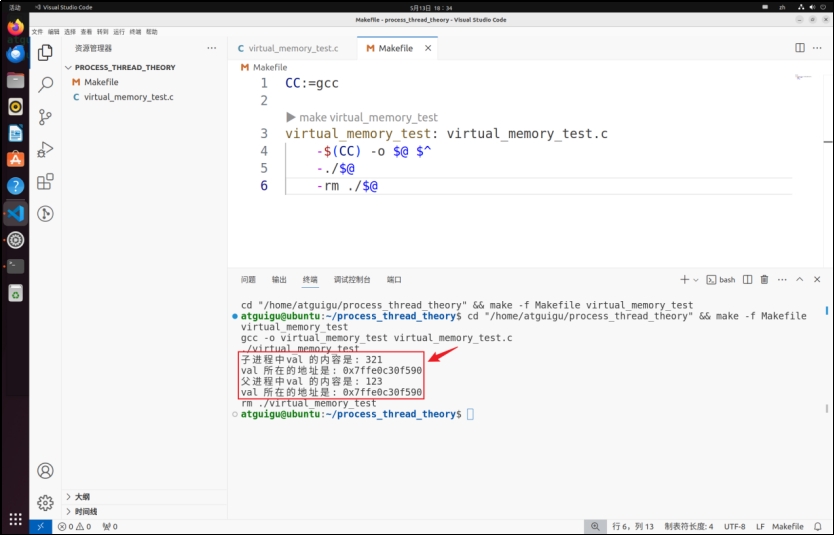 活动
Visual Studio Code
5月13日 18：34
zh
Makefile - process_thread_theory - Visual Studio Code
文件 编辑 选择 查看 转到 运行 终端 帮助
资源管理器
PROCESS_THREAD_THEORY
M Makefile
C virtual_memory_test.c
C virtual_memory_test.c
M Makefile
M Makefile
1 CC:=gcc
2
make virtual_memory_test
3 virtual_memory_test: virtual_memory_test.c
4 -$(CC) -o $@ $^
5 -./$@
6 -rm ./$@
问题 输出 终端 调试控制台 端口
bash
cd "/home/atguigu/process_thread_theory" && make -f Makefile virtual_memory_test
atguigu@ubuntu:~/process_thread_theory$ cd "/home/atguigu/process_thread_theory" && make -f Makefile
virtual_memory_test
gcc -o virtual_memory_test virtual_memory_test.c
./virtual_memory_test
子进程中val 的内容是: 321
val 所在的地址是: 0x7ffe0c30f590
父进程中val 的内容是: 123
val 所在的地址是: 0x7ffe0c30f590
rm ./virtual_memory_test
atguigu@ubuntu:~/process_thread_theory$
大纲
时间线
0 0 0
行 6，列 13 制表符长度: 4 UTF-8 LF Makefile